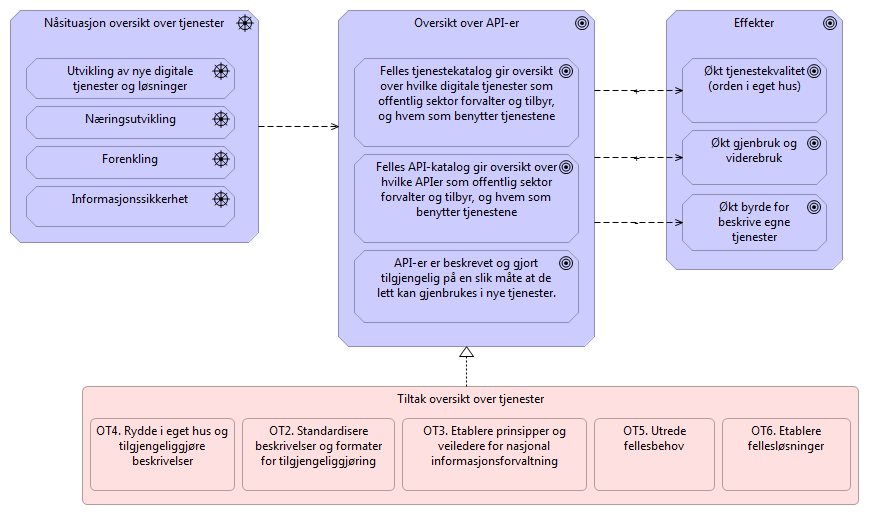 Nåsituasjon oversikt over tjenester
Utvikling av nye digitale
tjenester og løsninger
Næringsutvikling
Forenkling
Informasjonssikkerhet
Oversikt over API-er
Felles tjenestekatalog gir oversikt
over hvilke digitale tjenester som
offentlig sektor forvalter og tilbyr,
og hvem som benytter tjenestene
Felles API-katalog gir oversikt over
hvilke APIer som offentlig sektor
forvalter og tilbyr, og hvem som
benytter tjenestene
API-er er beskrevet og gjort
tilgjengelig på en slik måte at de
lett kan gjenbrukes i nye tjenester.
Effekter
Økt tjenestekvalitet
(orden i eget hus)
Økt gjenbruk og
viderebruk
Økt byrde for
beskrive egne
tjenester
Tiltak oversikt over tjenester
OT4. Rydde i eget hus og
tilgjengeliggjøre
beskrivelser
OT2. Standardisere
beskrivelser og formater
for tilgjengeliggjøring
OT3. Etablere prinsipper og
veiledere for nasjonal
informasjonsforvaltning
OT5. Utrede
fellesbehov
OT6. Etablere
fellesløsninger